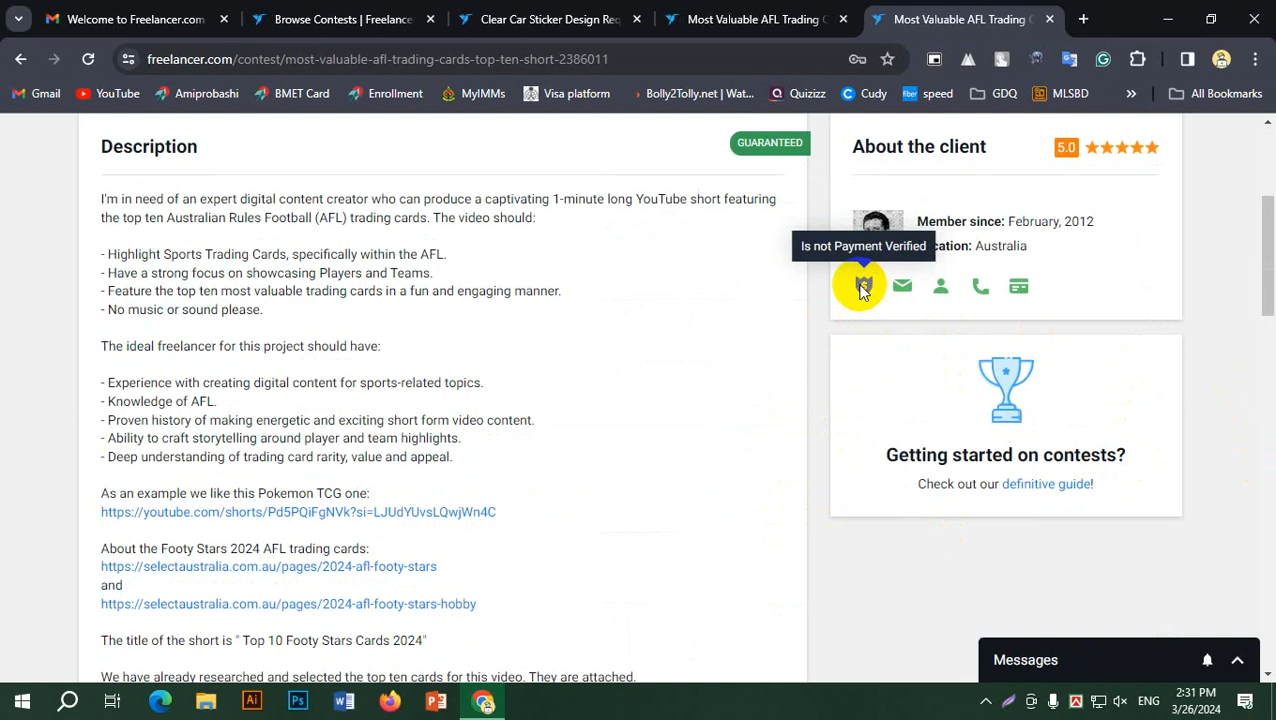 Welcome to Freelancer.com
Browse Contests | Freelance
Clear Car Sticker Design Req
Most Valuable AFL Trading C
Most Valuable AFL Trading C
freelancer.com/contest/most-valuable-afl-trading-cards-top-ten-short-2386011
Gmail
YouTube
Amiprobashi
BMET Card
Enrollment
MyIMMs
Visa platform
Bolly2Tolly.net | Wat...
Quizizz
Cudy
fiber speed
GDQ
MLSBD
All Bookmarks
Description
GUARANTEED
I'm in need of an expert digital content creator who can produce a captivating 1-minute long YouTube short featuring
the top ten Australian Rules Football (AFL) trading cards. The video should:
- Highlight Sports Trading Cards, specifically within the AFL.
- Have a strong focus on showcasing Players and Teams.
- Feature the top ten most valuable trading cards in a fun and engaging manner.
- No music or sound please.
The ideal freelancer for this project should have:
- Experience with creating digital content for sports-related topics.
- Knowledge of AFL.
- Proven history of making energetic and exciting short form video content.
- Ability to craft storytelling around player and team highlights.
- Deep understanding of trading card rarity, value and appeal.
As an example we like this Pokemon TCG one:
https://youtube.com/shorts/Pd5PQiFgNVk?si=LJUdYUvsLQwjWn4C
About the Footy Stars 2024 AFL trading cards:
https://selectaustralia.com.au/pages/2024-afl-footy-stars
and
https://selectaustralia.com.au/pages/2024-afl-footy-stars-hobby
The title of the short is " Top 10 Footy Stars Cards 2024"
We have already researched and selected the top ten cards for this video. They are attached.
About the client
5.0
Member since: February, 2012
Is not Payment Verified
cation: Australia
Getting started on contests?
Check out our definitive guide!
Messages
Ai
Ps
ENG
2:31 PM
3/26/2024